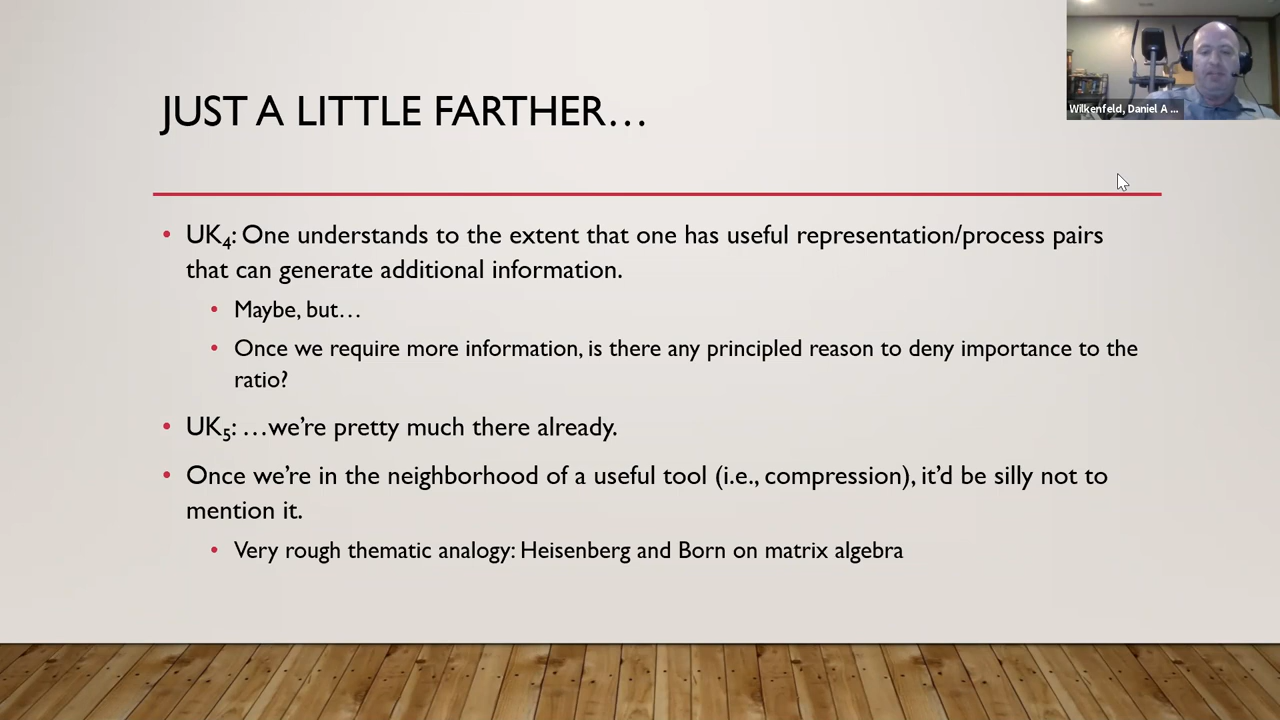 JUST A LITTLE FARTHER…
Wilkenfeld, Daniel A ...
• UK₄: One understands to the extent that one has useful representation/process pairs
that can generate additional information.
• Maybe, but…
• Once we require more information, is there any principled reason to deny importance to the
ratio?
• UK₅: …we’re pretty much there already.
• Once we’re in the neighborhood of a useful tool (i.e., compression), it’d be silly not to
mention it.
• Very rough thematic analogy: Heisenberg and Born on matrix algebra